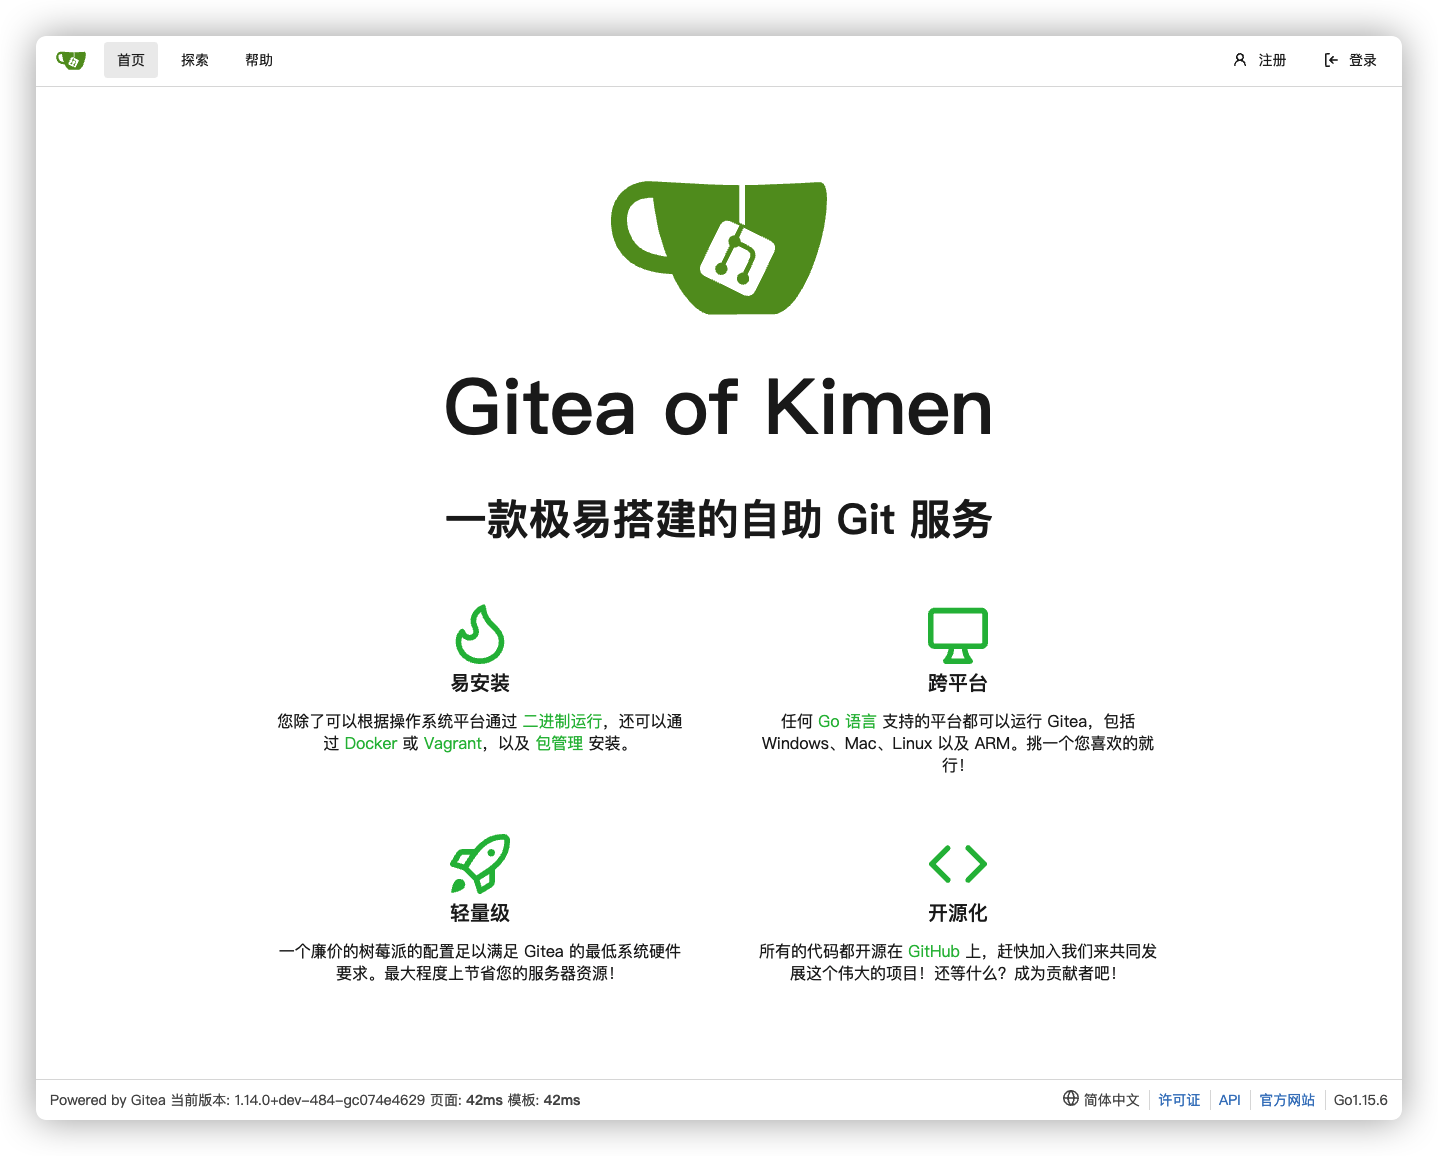 首页 探索 帮助 注册 登录
Gitea of Kimen
一款极易搭建的自助 Git 服务
易安装
您除了可以根据操作系统平台通过 二进制运行，还可以通
过 Docker 或 Vagrant，以及 包管理 安装。
跨平台
任何 Go 语言 支持的平台都可以运行 Gitea，包括
Windows、Mac、Linux 以及 ARM。挑一个您喜欢的就
行！
轻量级
一个廉价的树莓派的配置足以满足 Gitea 的最低系统硬件
要求。最大程度上节省您的服务器资源！
开源化
所有的代码都开源在 GitHub 上，赶快加入我们来共同发
展这个伟大的项目！还等什么？成为贡献者吧！
Powered by Gitea 当前版本: 1.14.0+dev-484-gc074e4629 页面: 42ms 模板: 42ms 简体中文 许可证 API 官方网站 Go1.15.6